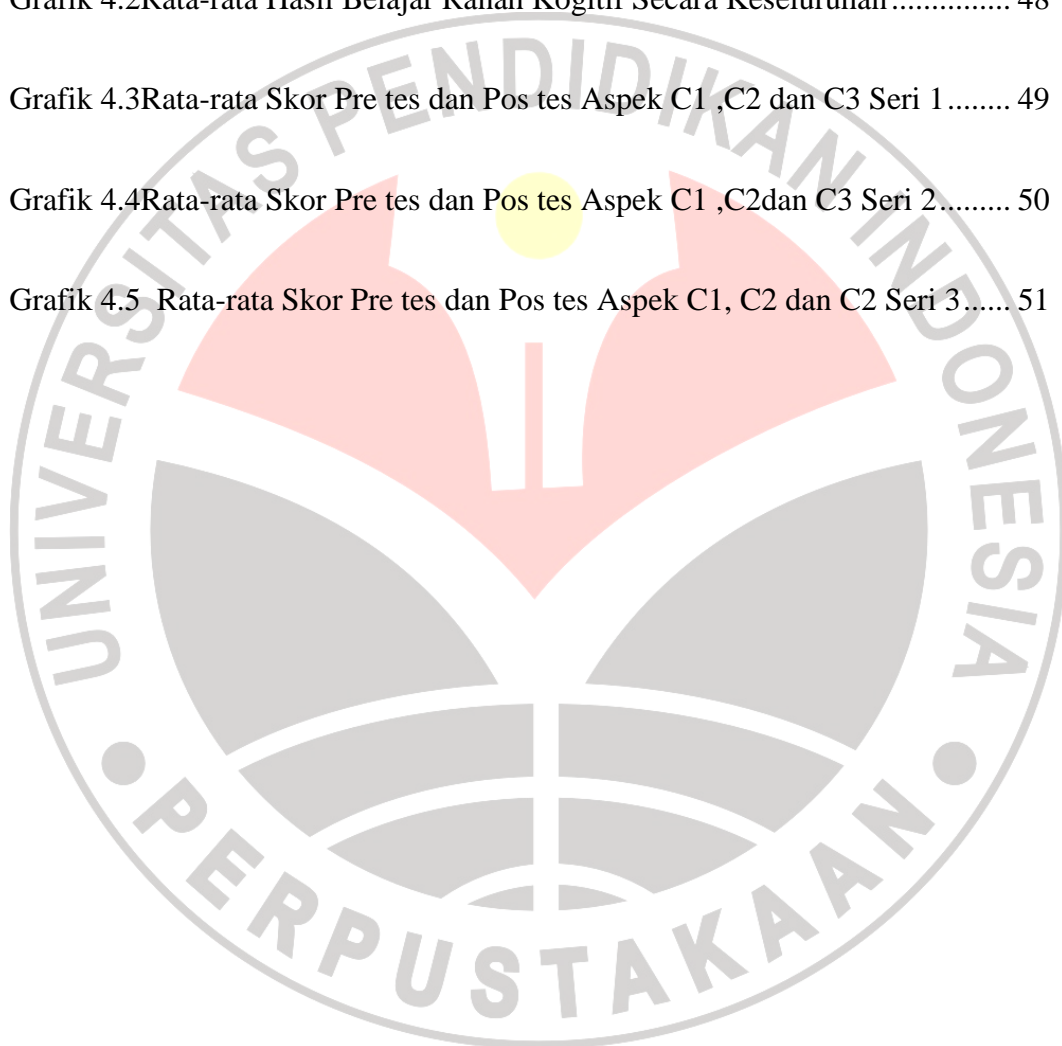 Grafik 4.2Rata-rata Hasil Belajar Ranah Kogitif Secara Keseluruhan............... 48
Grafik 4.3Rata-rata Skor Pre tes dan Pos tes Aspek C1 ,C2 dan C3 Seri 1........ 49
Grafik 4.4Rata-rata Skor Pre tes dan Pos tes Aspek C1 ,C2dan C3 Seri 2......... 50
Grafik 4.5 Rata-rata Skor Pre tes dan Pos tes Aspek C1, C2 dan C2 Seri 3...... 51
UNIVERSITAS PENDIDIKAN INDONESIA
PERPUSTAKAAN